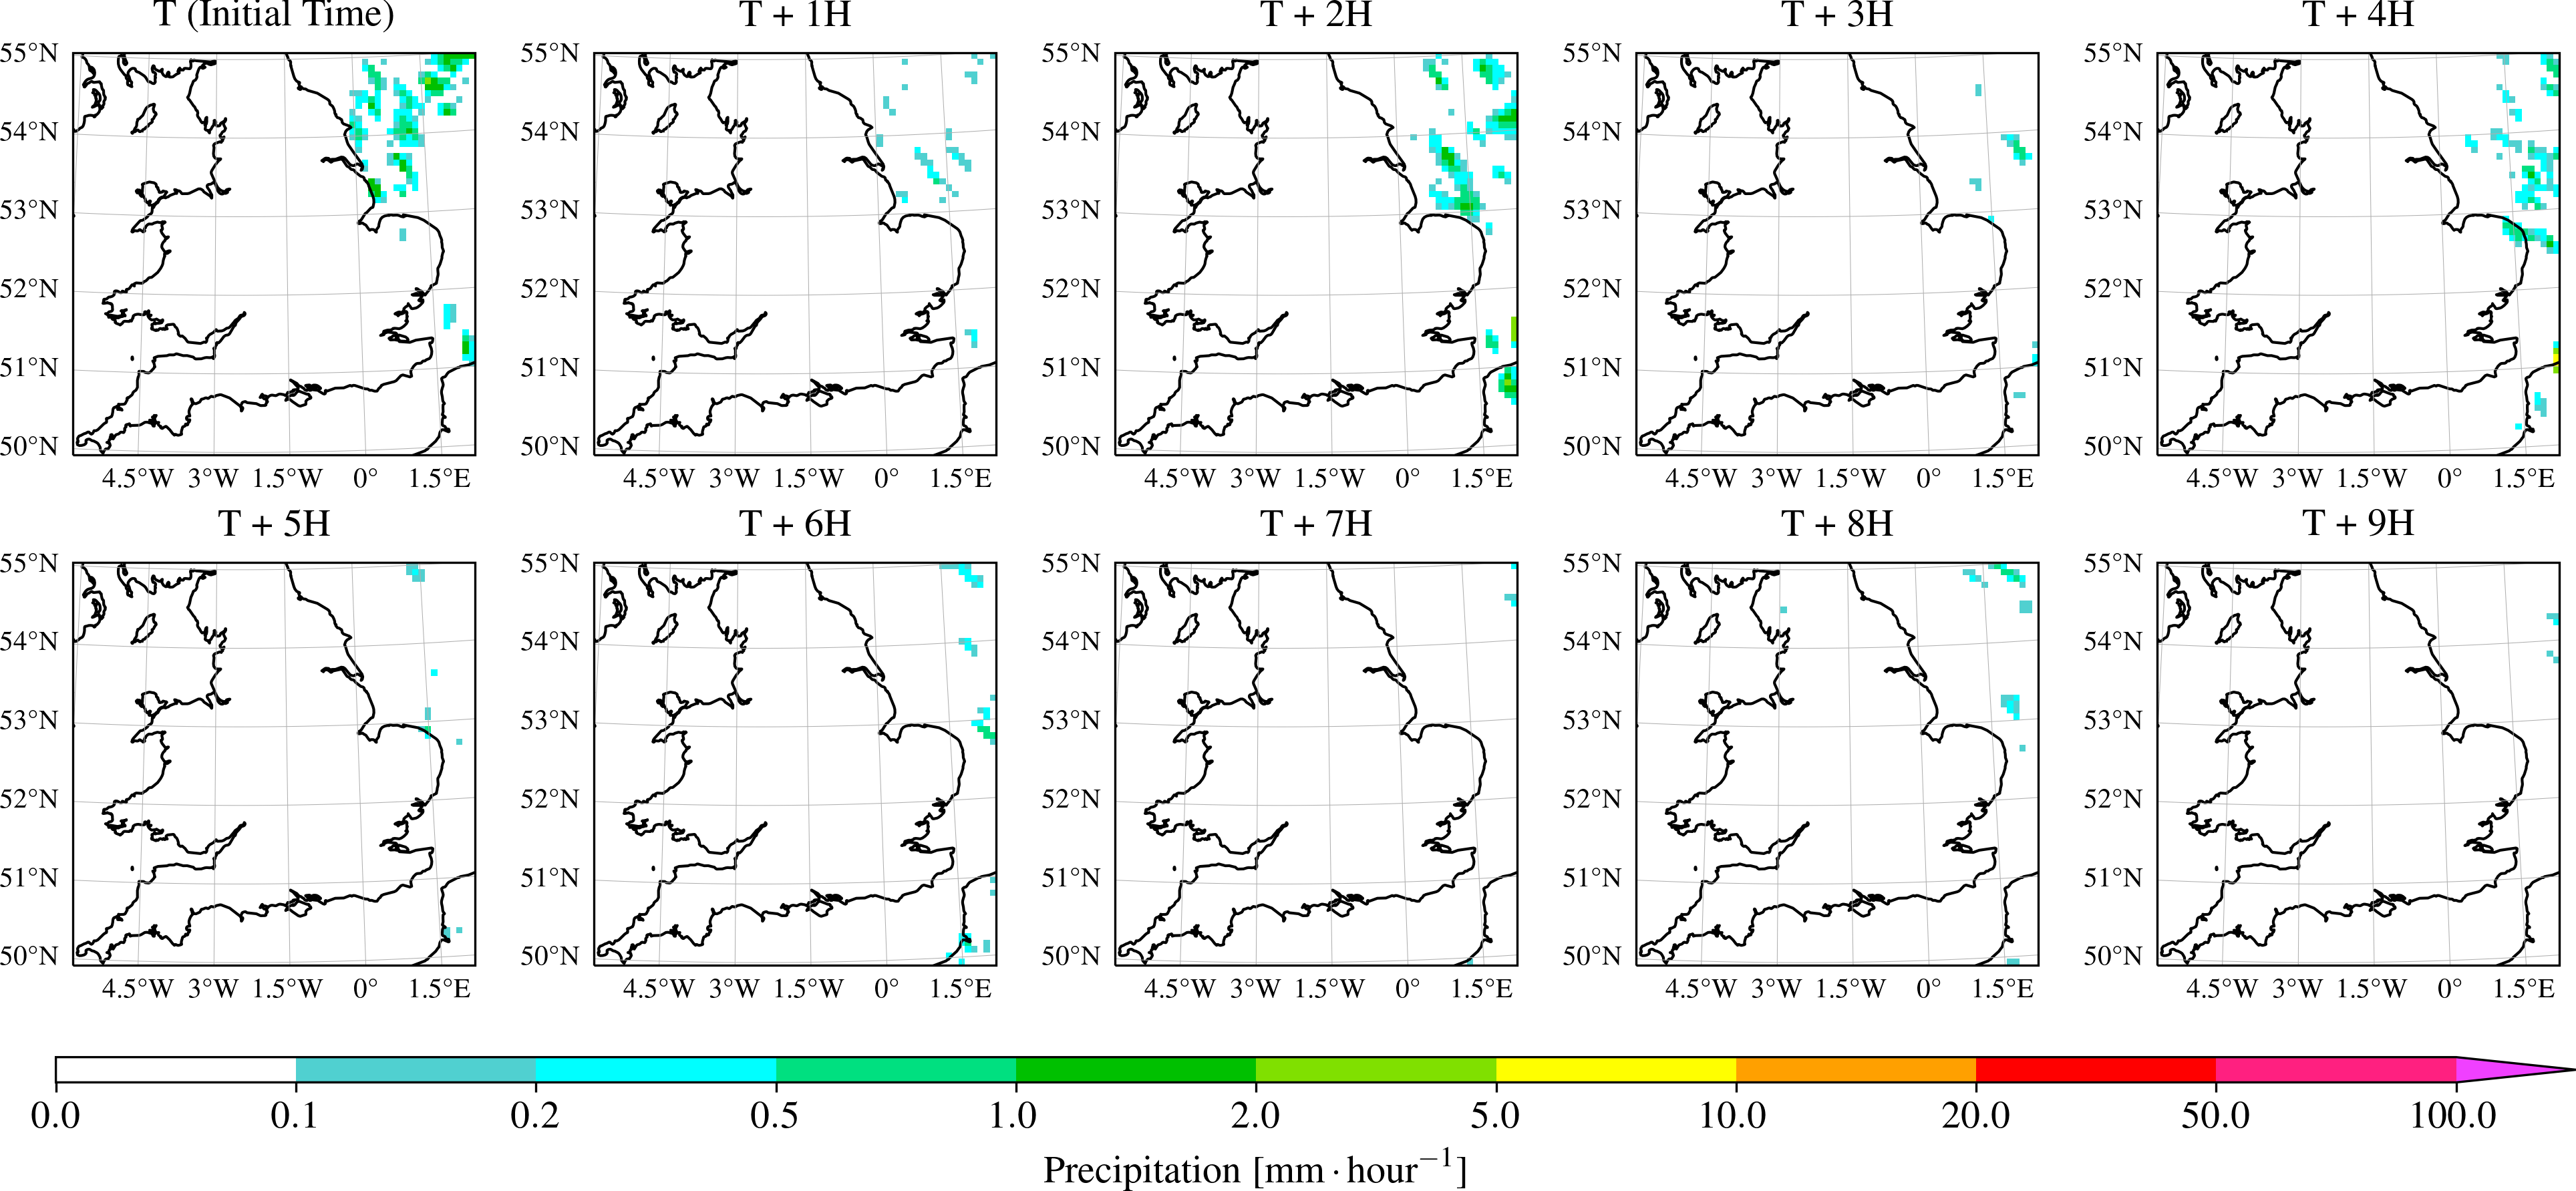 T (Initial Time) T + 1H T + 2H T + 3H T + 4H
55°N 55°N 55°N 55°N 55°N
54°N 54°N 54°N 54°N 54°N
53°N 53°N 53°N 53°N 53°N
52°N 52°N 52°N 52°N 52°N
51°N 51°N 51°N 51°N 51°N
50°N 50°N 50°N 50°N 50°N
4.5°W 3°W 1.5°W 0° 1.5°E 4.5°W 3°W 1.5°W 0° 1.5°E 4.5°W 3°W 1.5°W 0° 1.5°E 4.5°W 3°W 1.5°W 0° 1.5°E 4.5°W 3°W 1.5°W 0° 1.5°E
T + 5H T + 6H T + 7H T + 8H T + 9H
55°N 55°N 55°N 55°N 55°N
54°N 54°N 54°N 54°N 54°N
53°N 53°N 53°N 53°N 53°N
52°N 52°N 52°N 52°N 52°N
51°N 51°N 51°N 51°N 51°N
50°N 50°N 50°N 50°N 50°N
4.5°W 3°W 1.5°W 0° 1.5°E 4.5°W 3°W 1.5°W 0° 1.5°E 4.5°W 3°W 1.5°W 0° 1.5°E 4.5°W 3°W 1.5°W 0° 1.5°E 4.5°W 3°W 1.5°W 0° 1.5°E
0.0 0.1 0.2 0.5 1.0 2.0 5.0 10.0 20.0 50.0 100.0
Precipitation [mm · hour⁻¹]